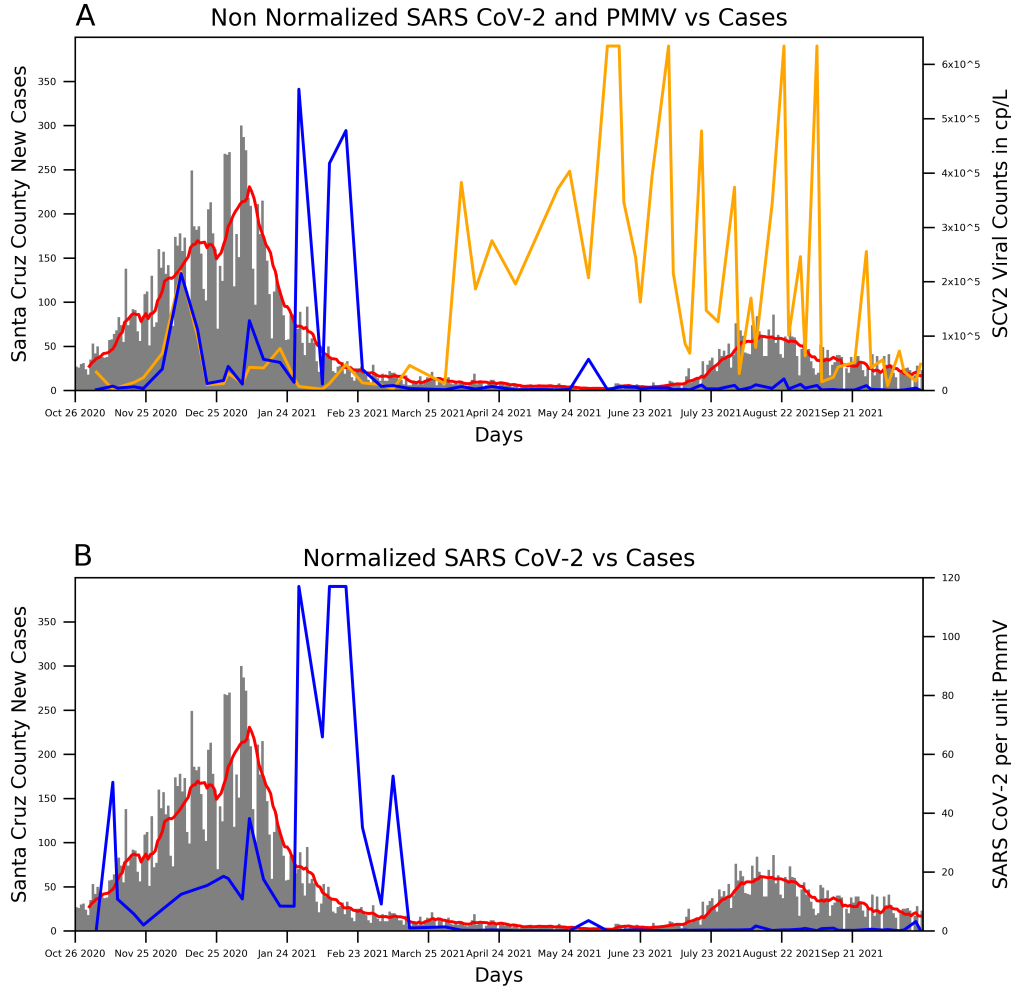 A
Non Normalized SARS CoV-2 and PMMV vs Cases
Santa Cruz County New Cases
350
300
250
200
150
100
50
0
6x10^5
5x10^5
4x10^5
3x10^5
2x10^5
1x10^5
0
SCV2 Viral Counts in cp/L
Oct 26 2020 Nov 25 2020 Dec 25 2020 Jan 24 2021 Feb 23 2021 March 25 2021 April 24 2021 May 24 2021 June 23 2021 July 23 2021 August 22 2021 Sep 21 2021
Days
B
Normalized SARS CoV-2 vs Cases
Santa Cruz County New Cases
350
300
250
200
150
100
50
0
120
100
80
60
40
20
0
SARS CoV-2 per unit PmmV
Oct 26 2020 Nov 25 2020 Dec 25 2020 Jan 24 2021 Feb 23 2021 March 25 2021 April 24 2021 May 24 2021 June 23 2021 July 23 2021 August 22 2021 Sep 21 2021
Days